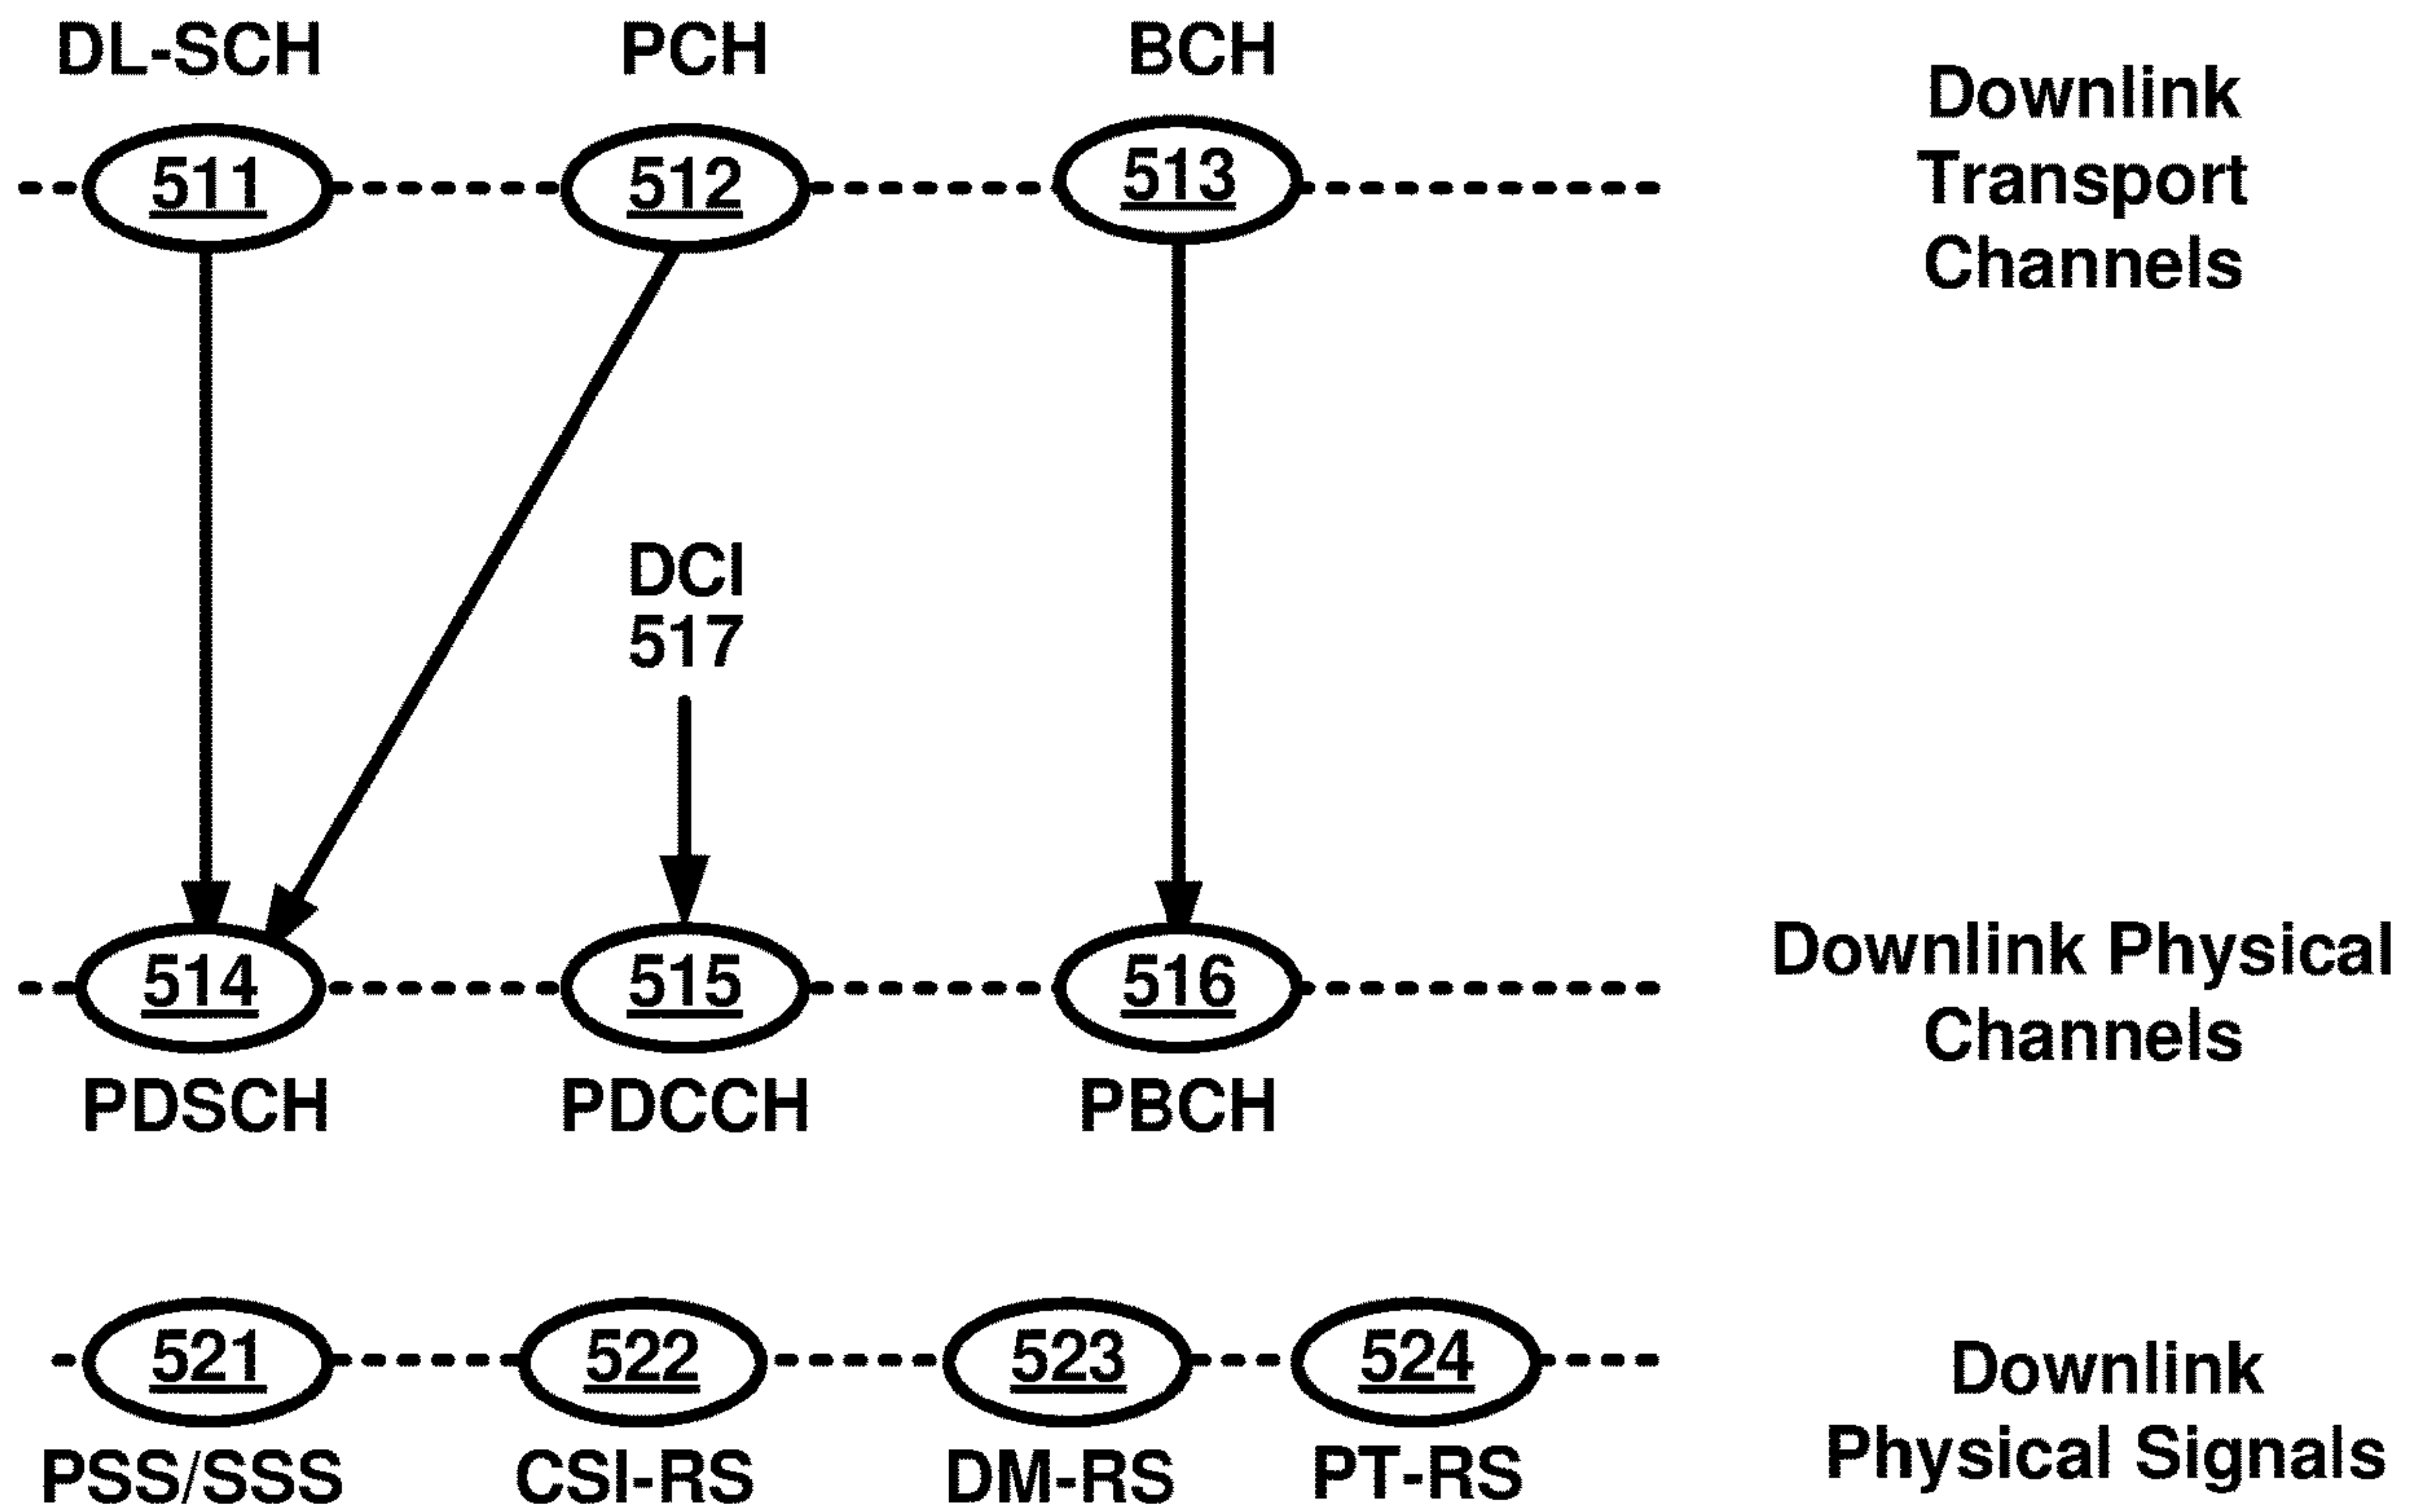 DL-SCH PCH BCH
Downlink
Transport
Channels
511 512 513
DCI
517
Downlink Physical
Channels
514 515 516
PDSCH PDCCH PBCH
521 522 523 524
Downlink
Physical Signals
PSS/SSS CSI-RS DM-RS PT-RS